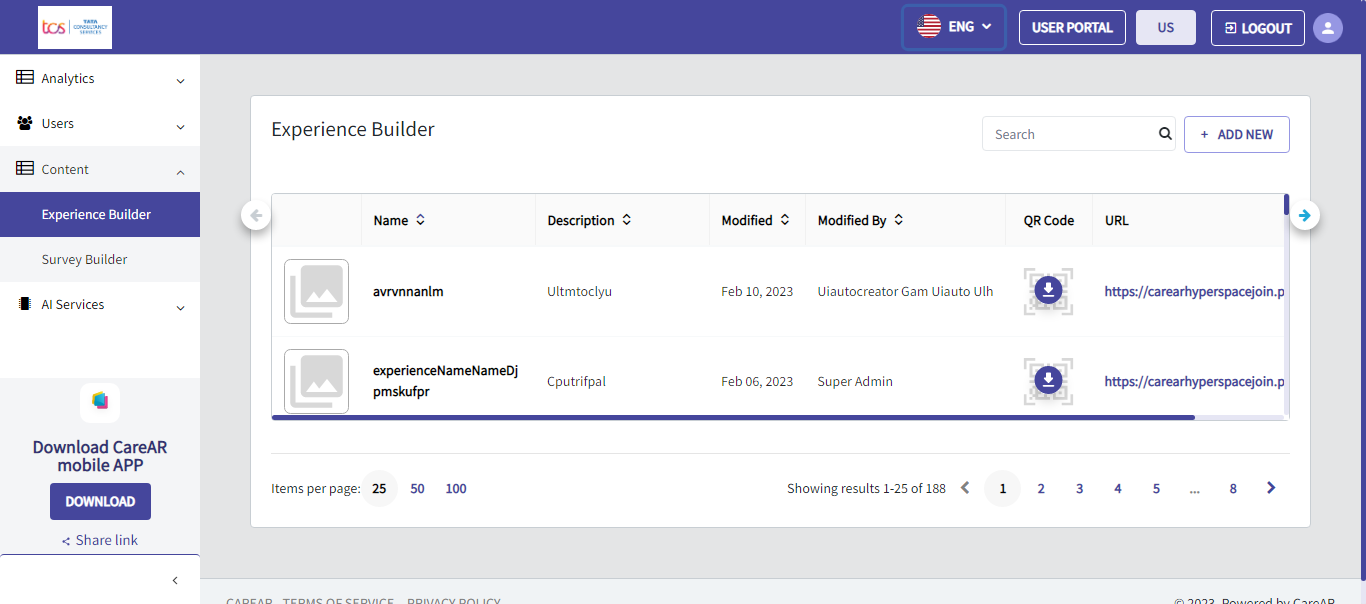 tcs TATA CONSULTANCY SERVICES
ENG
USER PORTAL
US
LOGOUT
Analytics
Users
Content
Experience Builder
Survey Builder
AI Services
Download CareAR
mobile APP
DOWNLOAD
Share link
Experience Builder
Search
+ ADD NEW
Name Description Modified Modified By QR Code URL
avrvnnanlm Ultmtoclyu Feb 10, 2023 Uiautocreator Gam Uiauto Ulh https://carearhyperspacejoin.p
experienceNameNameDj
pmskufpr Cputrifpal Feb 06, 2023 Super Admin https://carearhyperspacejoin.p
Items per page: 25 50 100
Showing results 1-25 of 188 1 2 3 4 5 ... 8
CAREAR TERMS OF SERVICE PRIVACY POLICY
© 2023, Powered by CareAR